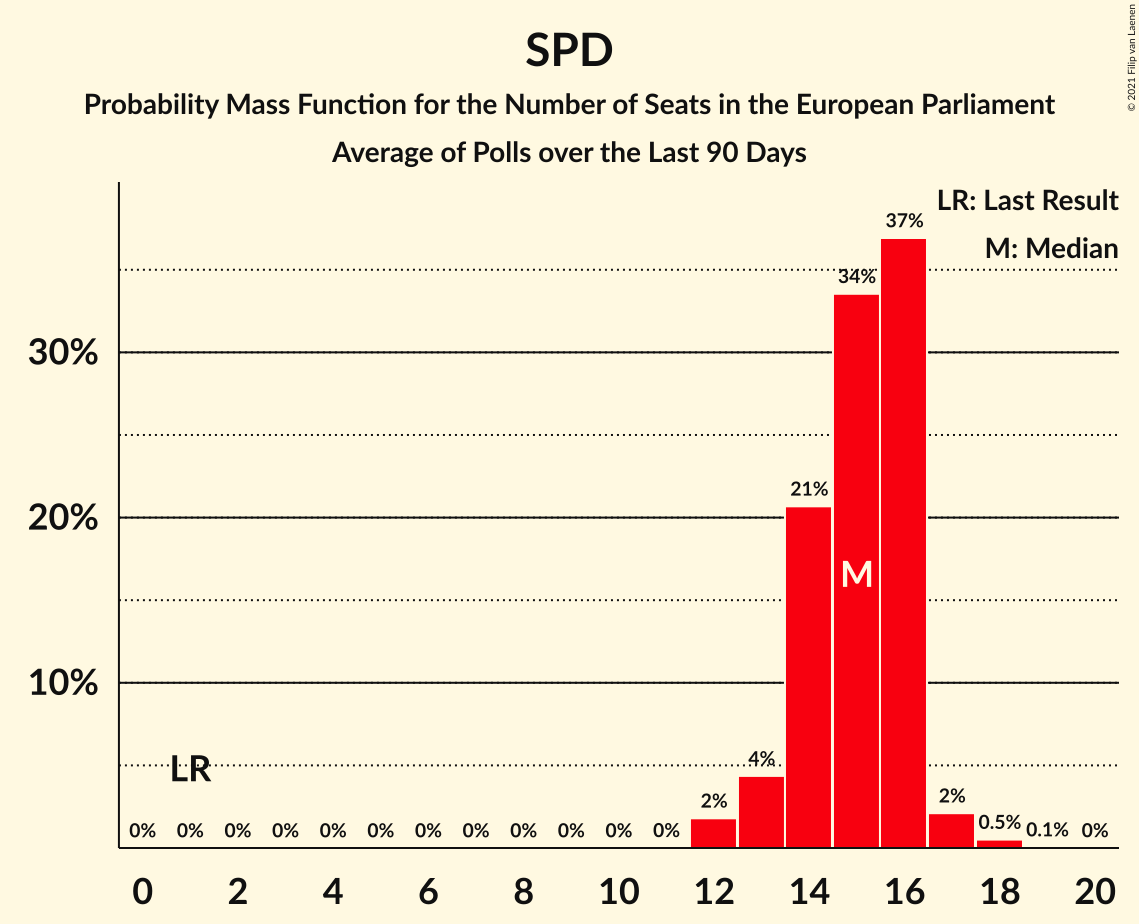 SPD
Probability Mass Function for the Number of Seats in the European Parliament
Average of Polls over the Last 90 Days
© 2021 Filip van Laenen
LR: Last Result
M: Median
30%
20%
10%
0% 0% 0% 0% 0% 0% 0% 0% 0% 0% 0% 0% 2% 4% 21% 34% 37% 2% 0.5% 0.1% 0%
LR
M
0 2 4 6 8 10 12 14 16 18 20